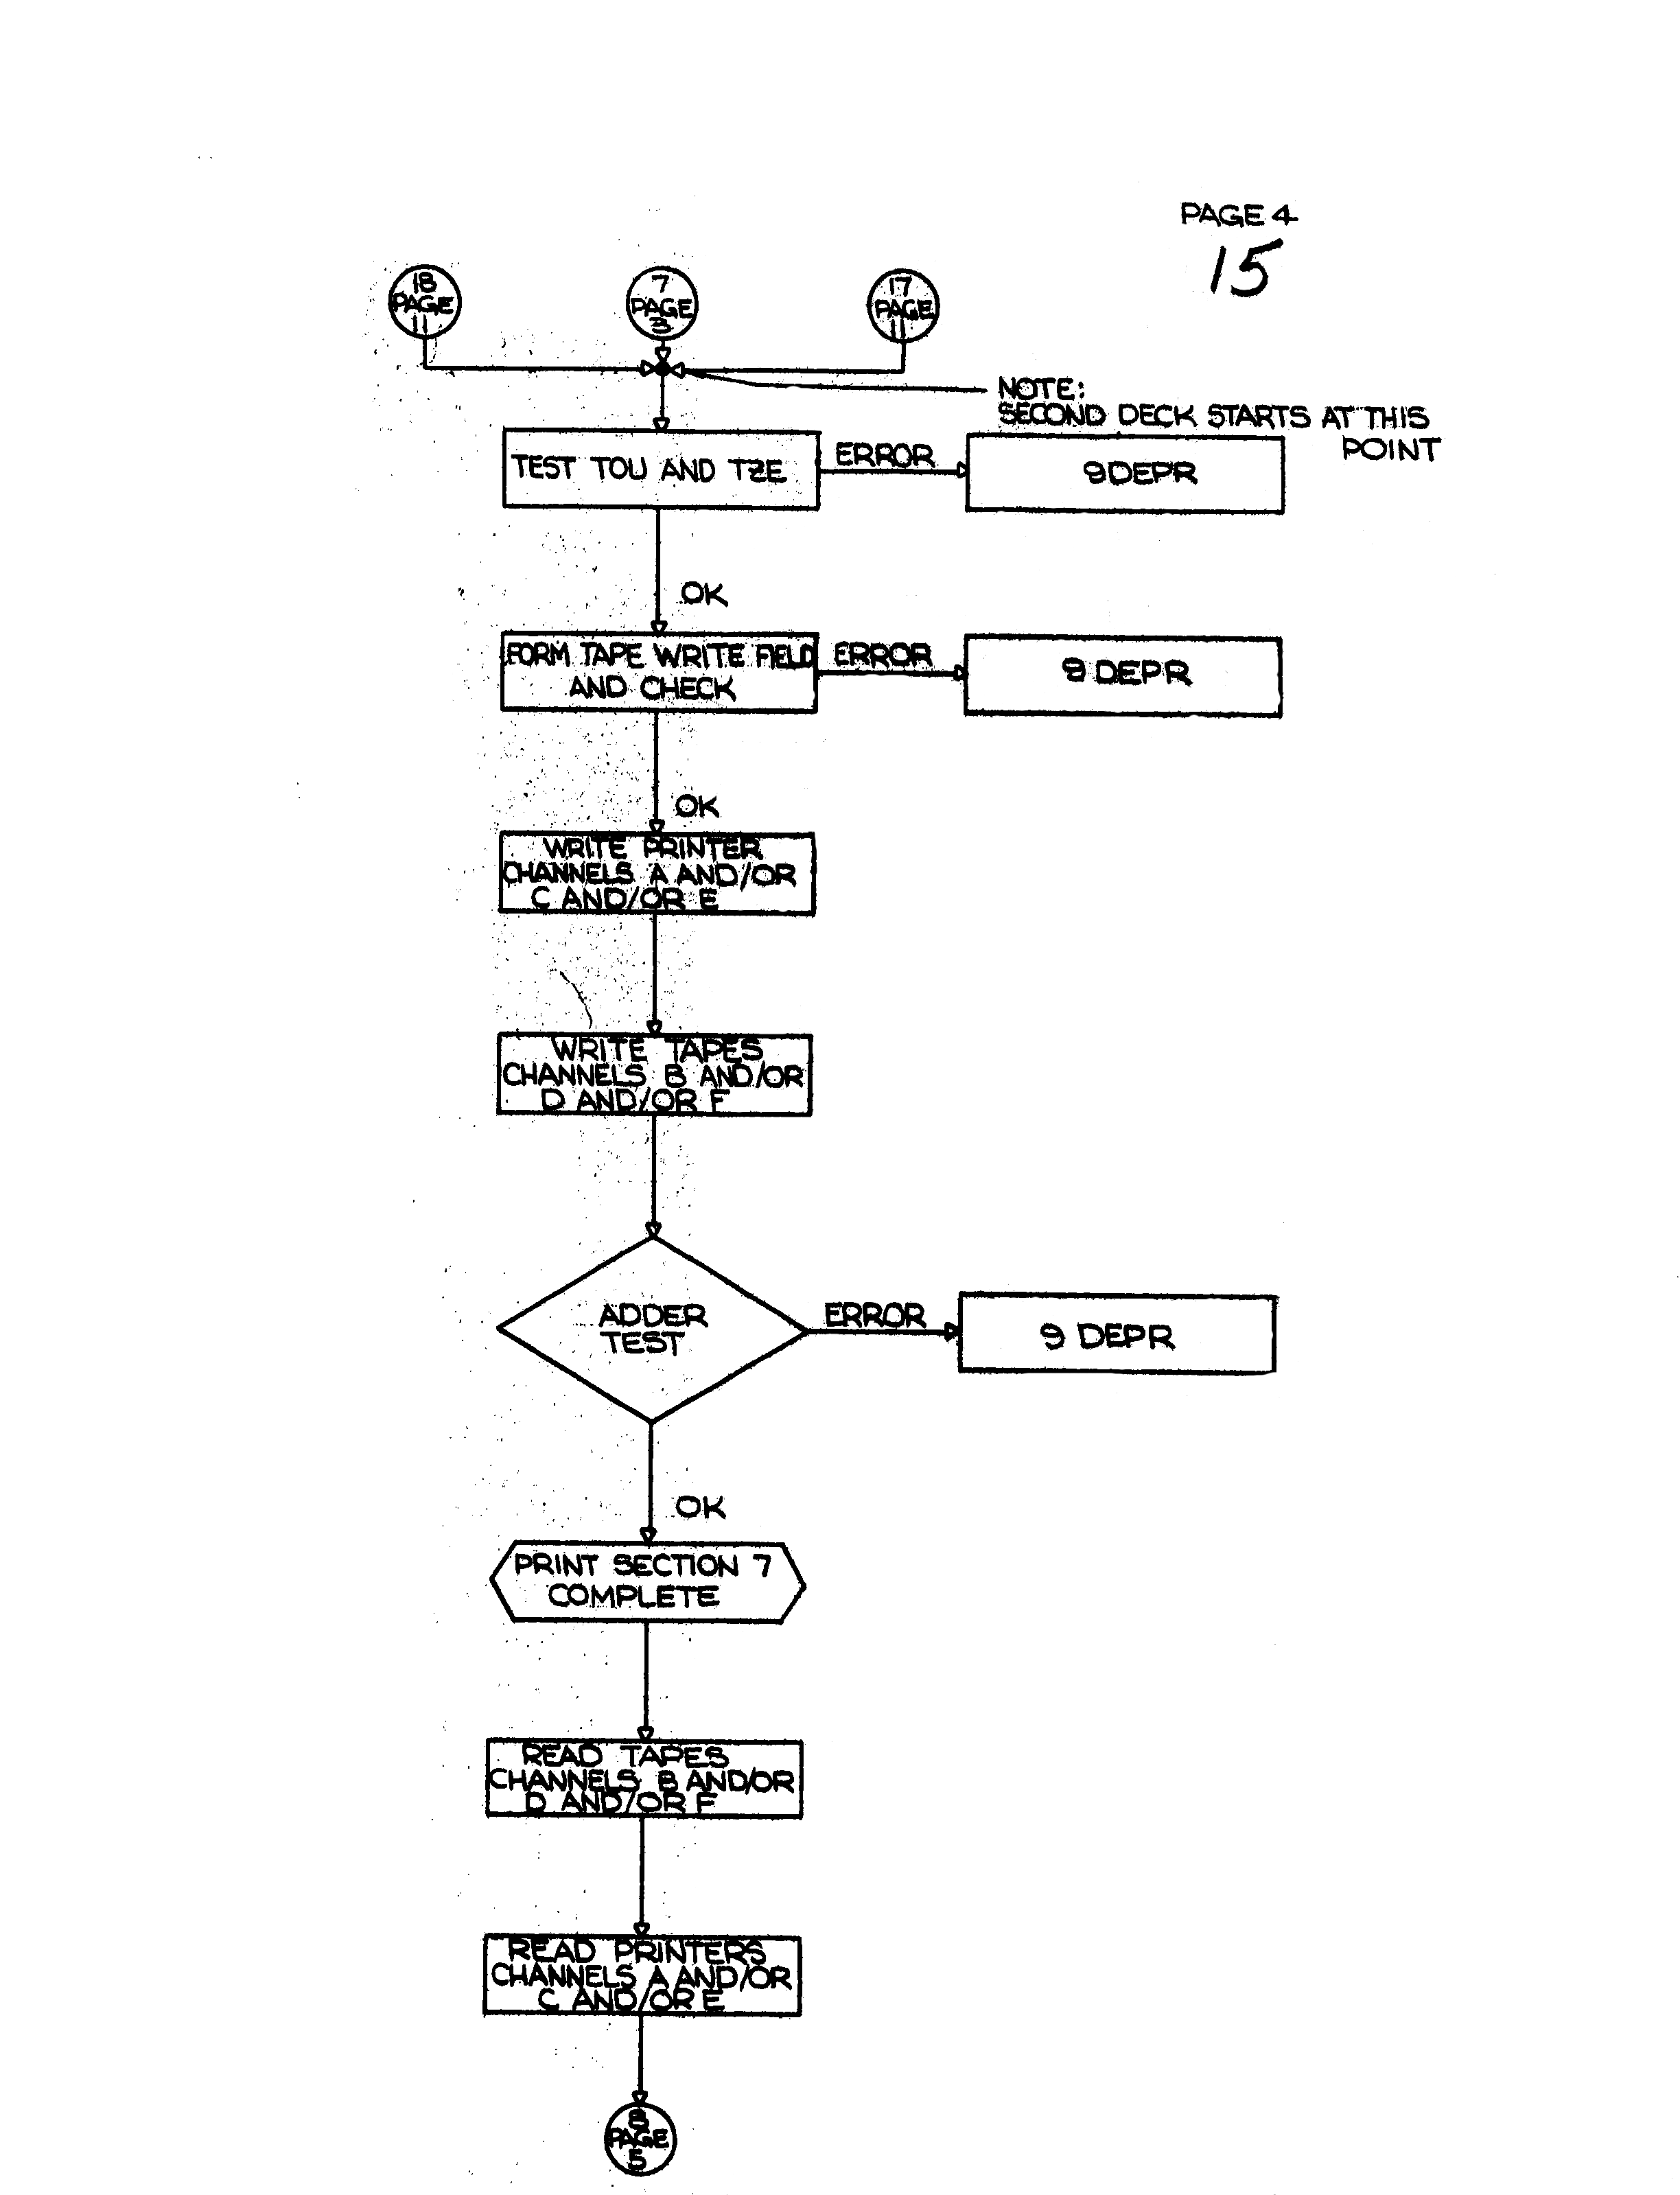 PAGE 4
15
18
PAGE
11
7
PAGE
3
17
PAGE
11
NOTE:
SECOND DECK STARTS AT THIS
POINT
TEST TOU AND TZE
ERROR
9DEPR
OK
FORM TAPE WRITE FIELD
AND CHECK
ERROR
9 DEPR
OK
WRITE PRINTER
CHANNELS A AND/OR
C AND/OR E
WRITE TAPES
CHANNELS B AND/OR
D AND/OR F
ADDER
TEST
ERROR
9 DEPR
OK
PRINT SECTION 7
COMPLETE
READ TAPES
CHANNELS B AND/OR
D AND/OR F
READ PRINTERS
CHANNELS A AND/OR
C AND/OR E
8
PAGE
5